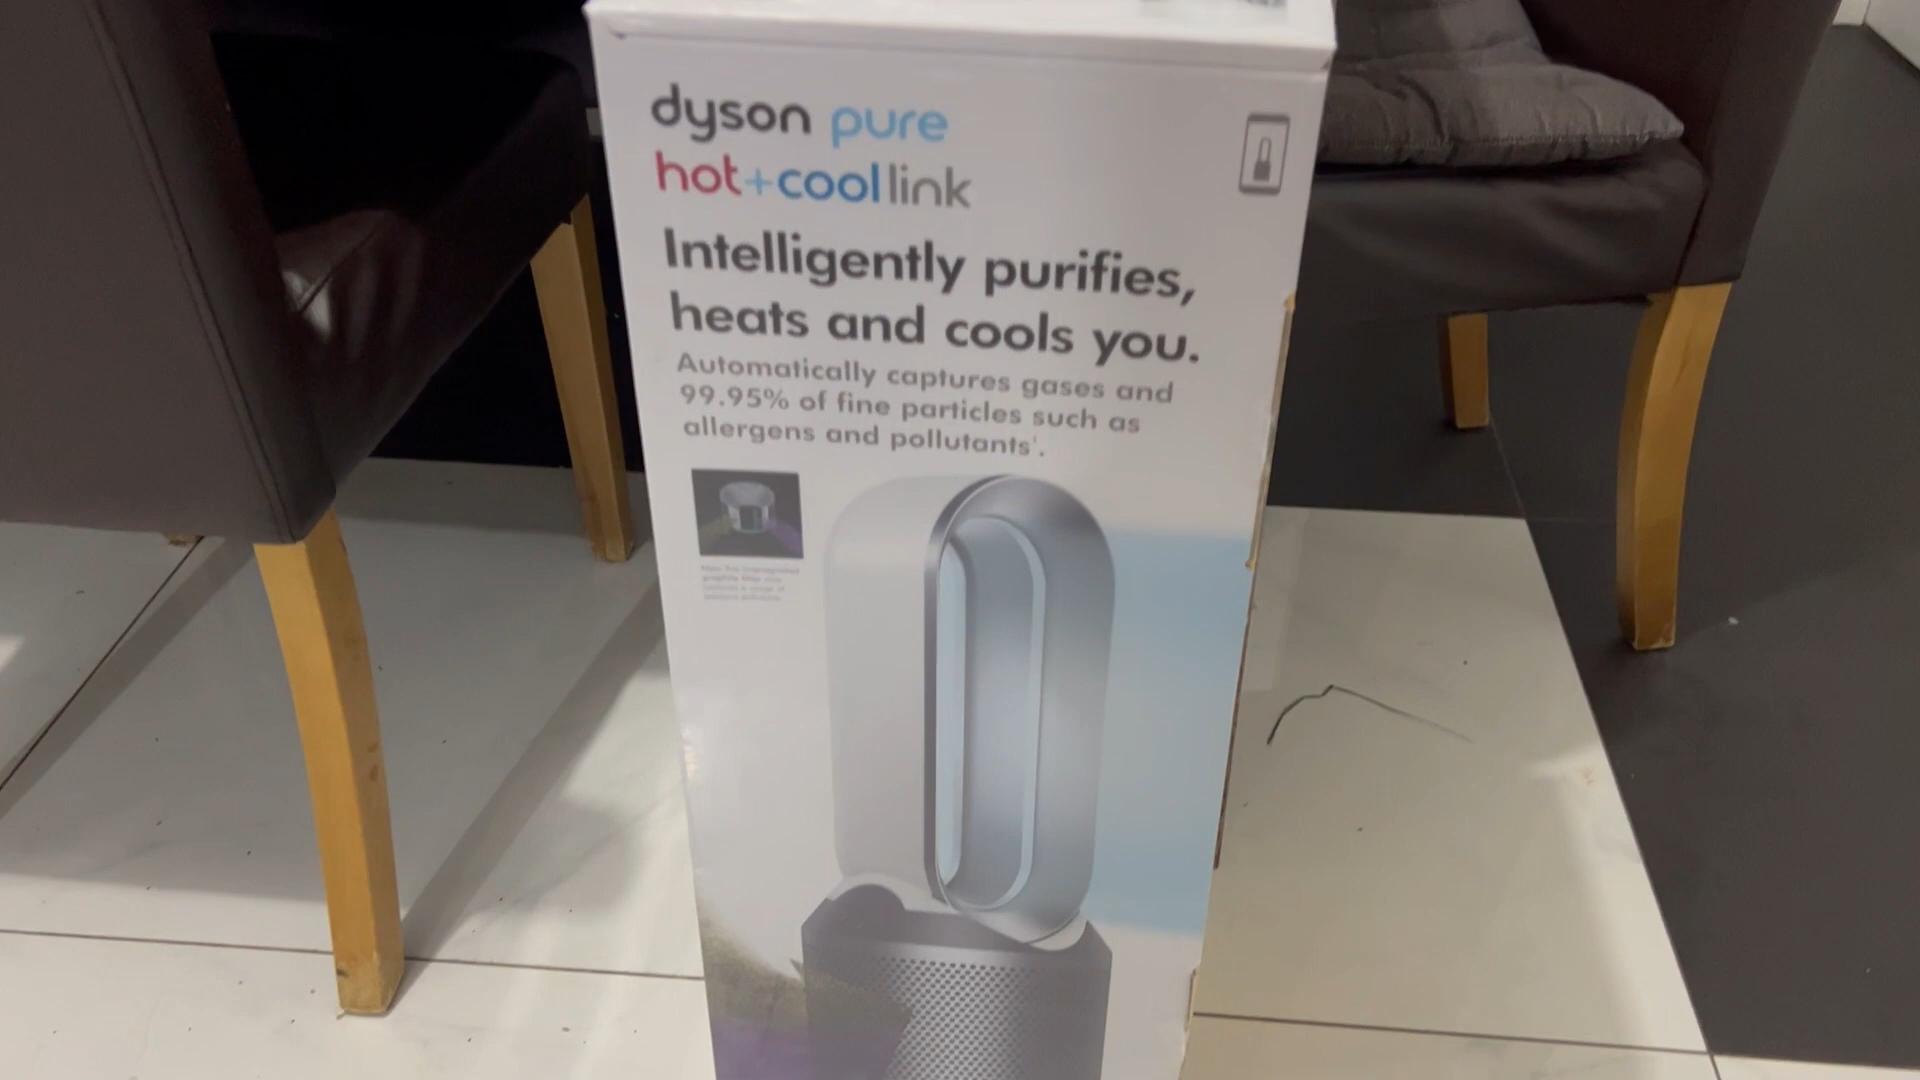 dyson pure
hot+cool link
Intelligently purifies,
heats and cools you.
Automatically captures gases and
99.95% of fine particles such as
allergens and pollutants¹.